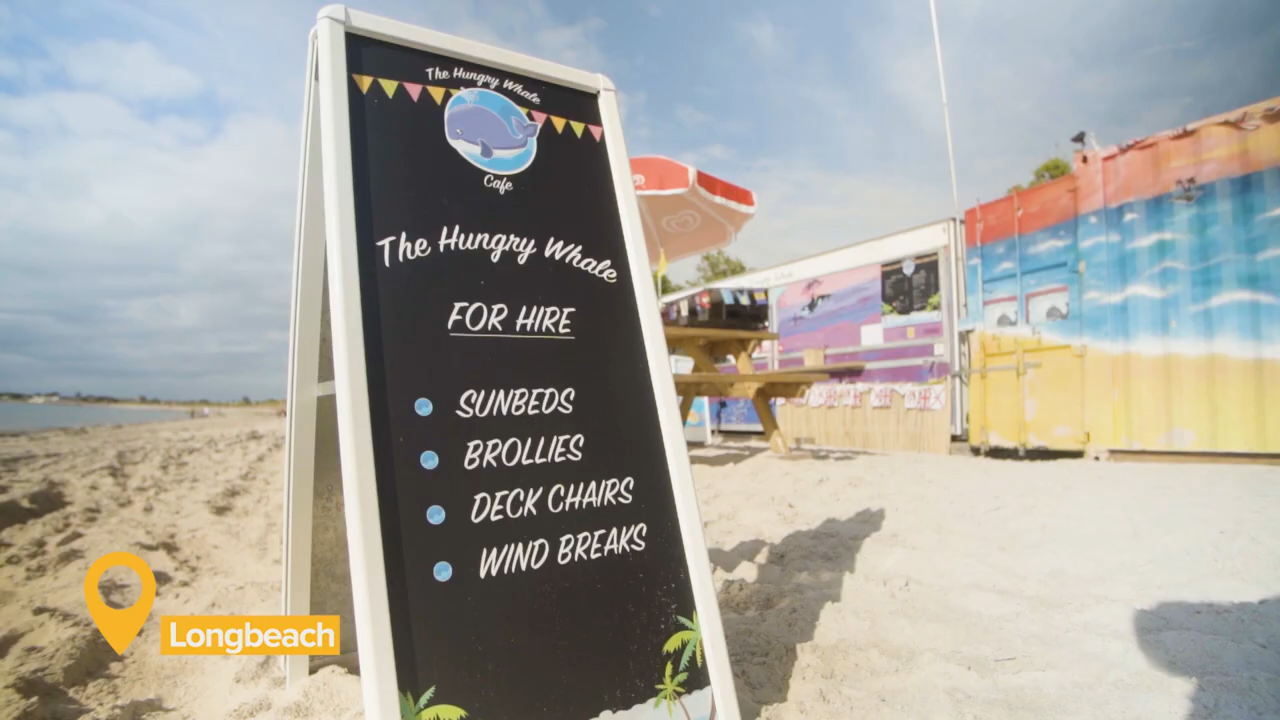 The Hungry Whale
Cafe
The Hungry Whale
FOR HIRE
SUNBEDS
BROLLIES
DECK CHAIRS
WIND BREAKS
Longbeach